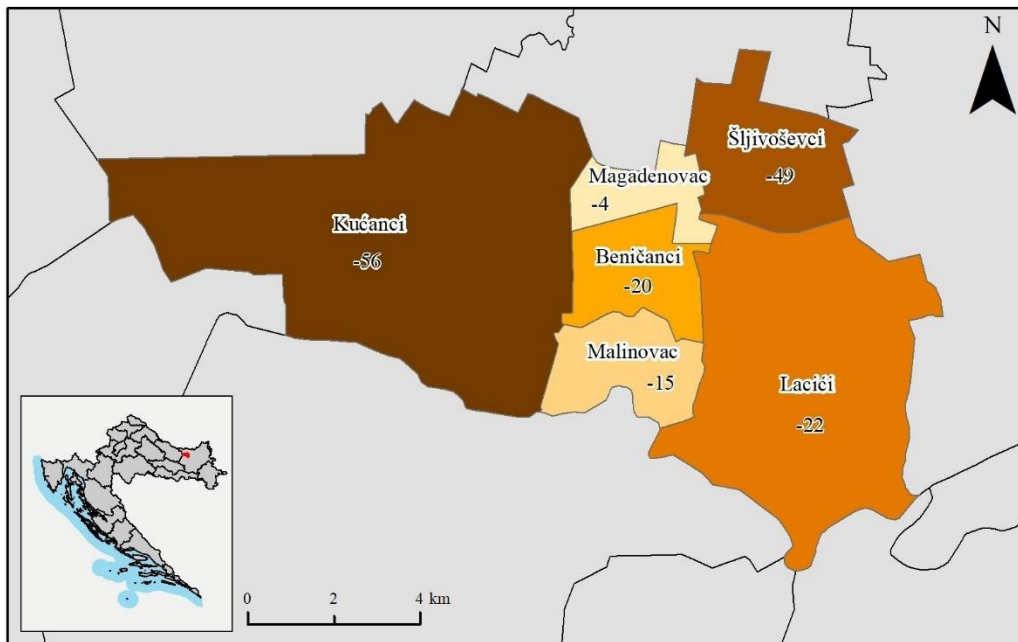 N
Šljivoševci
-49
Magadenovac
-4
Kućanci
-56
Beničanci
-20
Malinovac
-15
Lacići
-22
0 2 4 km